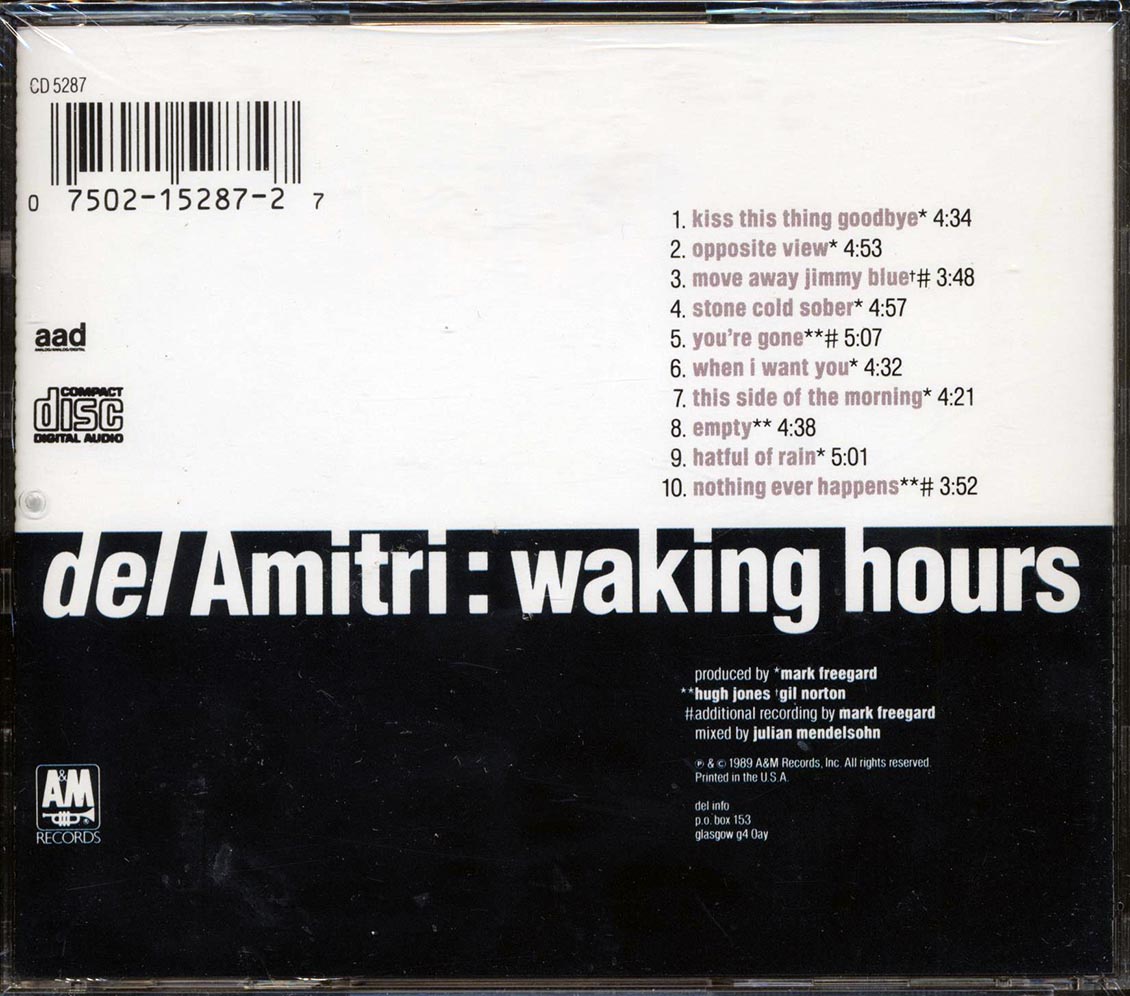 CD 5287
0 7502-15287-2 7
1. kiss this thing goodbye* 4:34
2. opposite view* 4:53
3. move away jimmy blue†# 3:48
4. stone cold sober* 4:57
5. you're gone**# 5:07
6. when i want you* 4:32
7. this side of the morning* 4:21
8. empty** 4:38
9. hatful of rain* 5:01
10. nothing ever happens**# 3:52
aad
ANALOG/ANALOG/DIGITAL
COMPACT
disc
DIGITAL AUDIO
del Amitri : waking hours
produced by *mark freegard
**hugh jones †gil norton
#additional recording by mark freegard
mixed by julian mendelsohn
℗ & © 1989 A&M Records, Inc. All rights reserved.
Printed in the U.S.A.
del info
p.o. box 153
glasgow g4 0ay
A&M
RECORDS